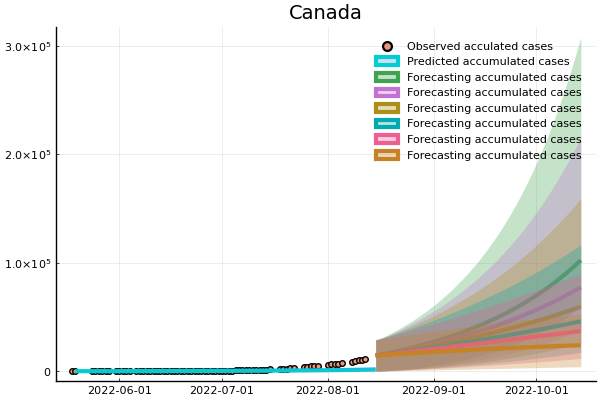 Canada
3.0×10⁵
2.0×10⁵
1.0×10⁵
0
Observed acculated cases
Predicted accumulated cases
Forecasting accumulated cases
Forecasting accumulated cases
Forecasting accumulated cases
Forecasting accumulated cases
Forecasting accumulated cases
Forecasting accumulated cases
2022-06-01 2022-07-01 2022-08-01 2022-09-01 2022-10-01